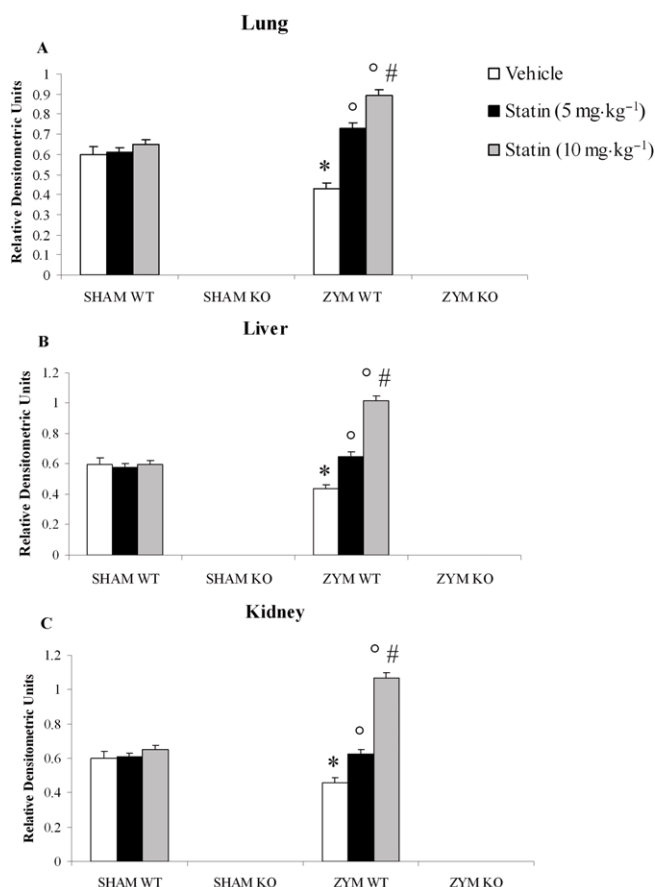 Lung
A
Relative Densitometric Units
1
0.9
0.8
0.7
0.6
0.5
0.4
0.3
0.2
0.1
0
*
°
° #
SHAM WT SHAM KO ZYM WT ZYM KO
Vehicle
Statin (5 mg·kg⁻¹)
Statin (10 mg·kg⁻¹)
Liver
B
Relative Densitometric Units
1.2
1
0.8
0.6
0.4
0.2
0
*
°
° #
SHAM WT SHAM KO ZYM WT ZYM KO
Kidney
C
Relative Densitometric Units
1.2
1
0.8
0.6
0.4
0.2
0
*
°
° #
SHAM WT SHAM KO ZYM WT ZYM KO